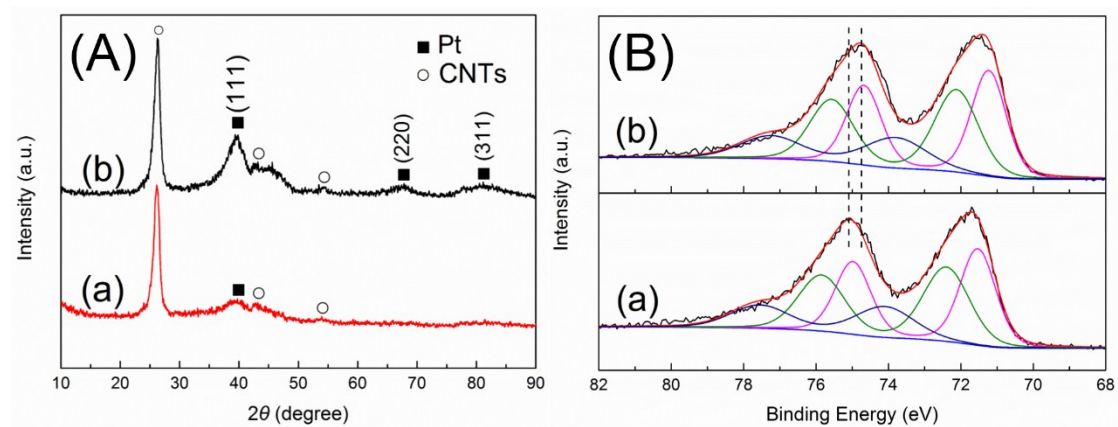 (A)
■ Pt
○ CNTs
(111)
(220)
(311)
(b)
(a)
Intensity (a.u.)
10 20 30 40 50 60 70 80 90
2θ (degree)
(B)
(b)
(a)
Intensity (a.u.)
82 80 78 76 74 72 70 68
Binding Energy (eV)